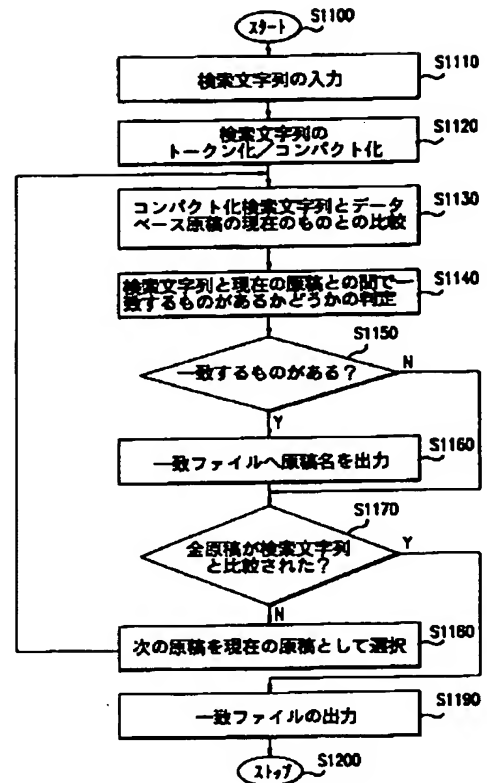 スタート
S1100
検索文字列の入力
S1110
検索文字列の
トークン化／コンパクト化
S1120
コンパクト化検索文字列とデータ
ベース原稿の現在のものとの比較
S1130
検索文字列と現在の原稿との間で一
致するものがあるかどうかの判定
S1140
一致するものがある？
S1150
N
Y
一致ファイルへ原稿名を出力
S1160
全原稿が検索文字列
と比較された？
S1170
Y
N
次の原稿を現在の原稿として選択
S1180
一致ファイルの出力
S1190
ストップ
S1200